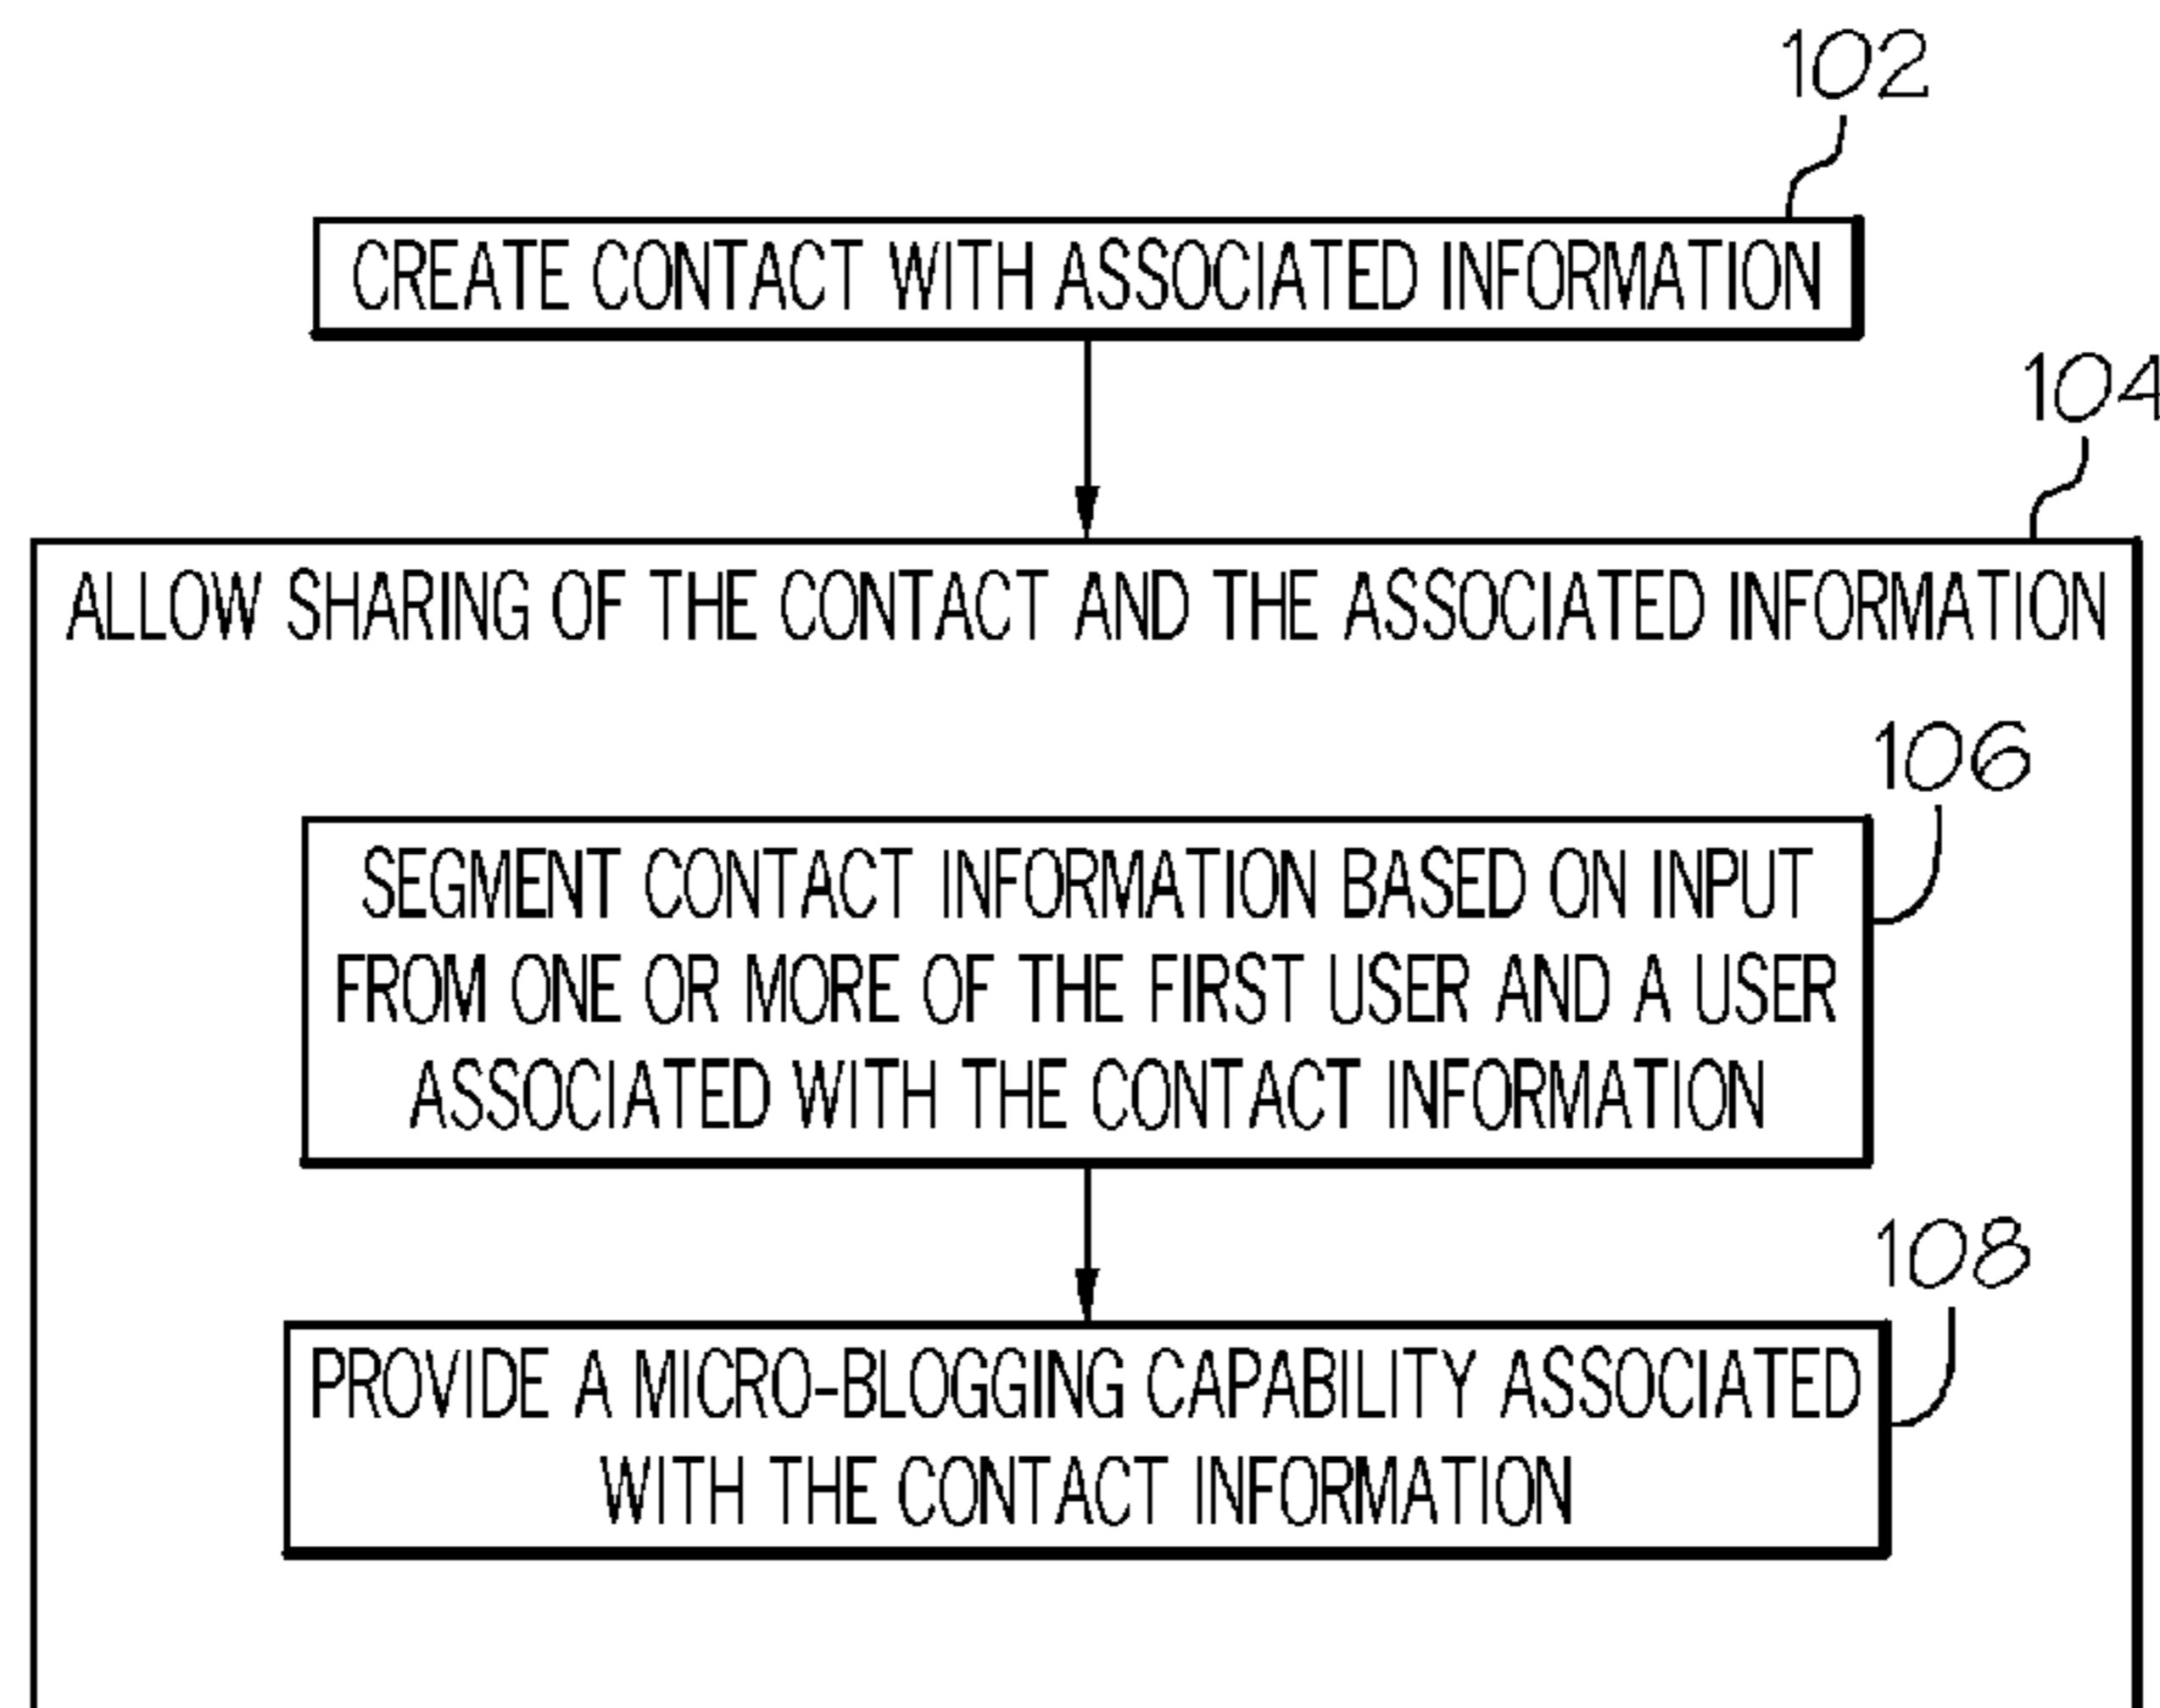 102
CREATE CONTACT WITH ASSOCIATED INFORMATION
104
ALLOW SHARING OF THE CONTACT AND THE ASSOCIATED INFORMATION
106
SEGMENT CONTACT INFORMATION BASED ON INPUT
FROM ONE OR MORE OF THE FIRST USER AND A USER
ASSOCIATED WITH THE CONTACT INFORMATION
108
PROVIDE A MICRO-BLOGGING CAPABILITY ASSOCIATED
WITH THE CONTACT INFORMATION